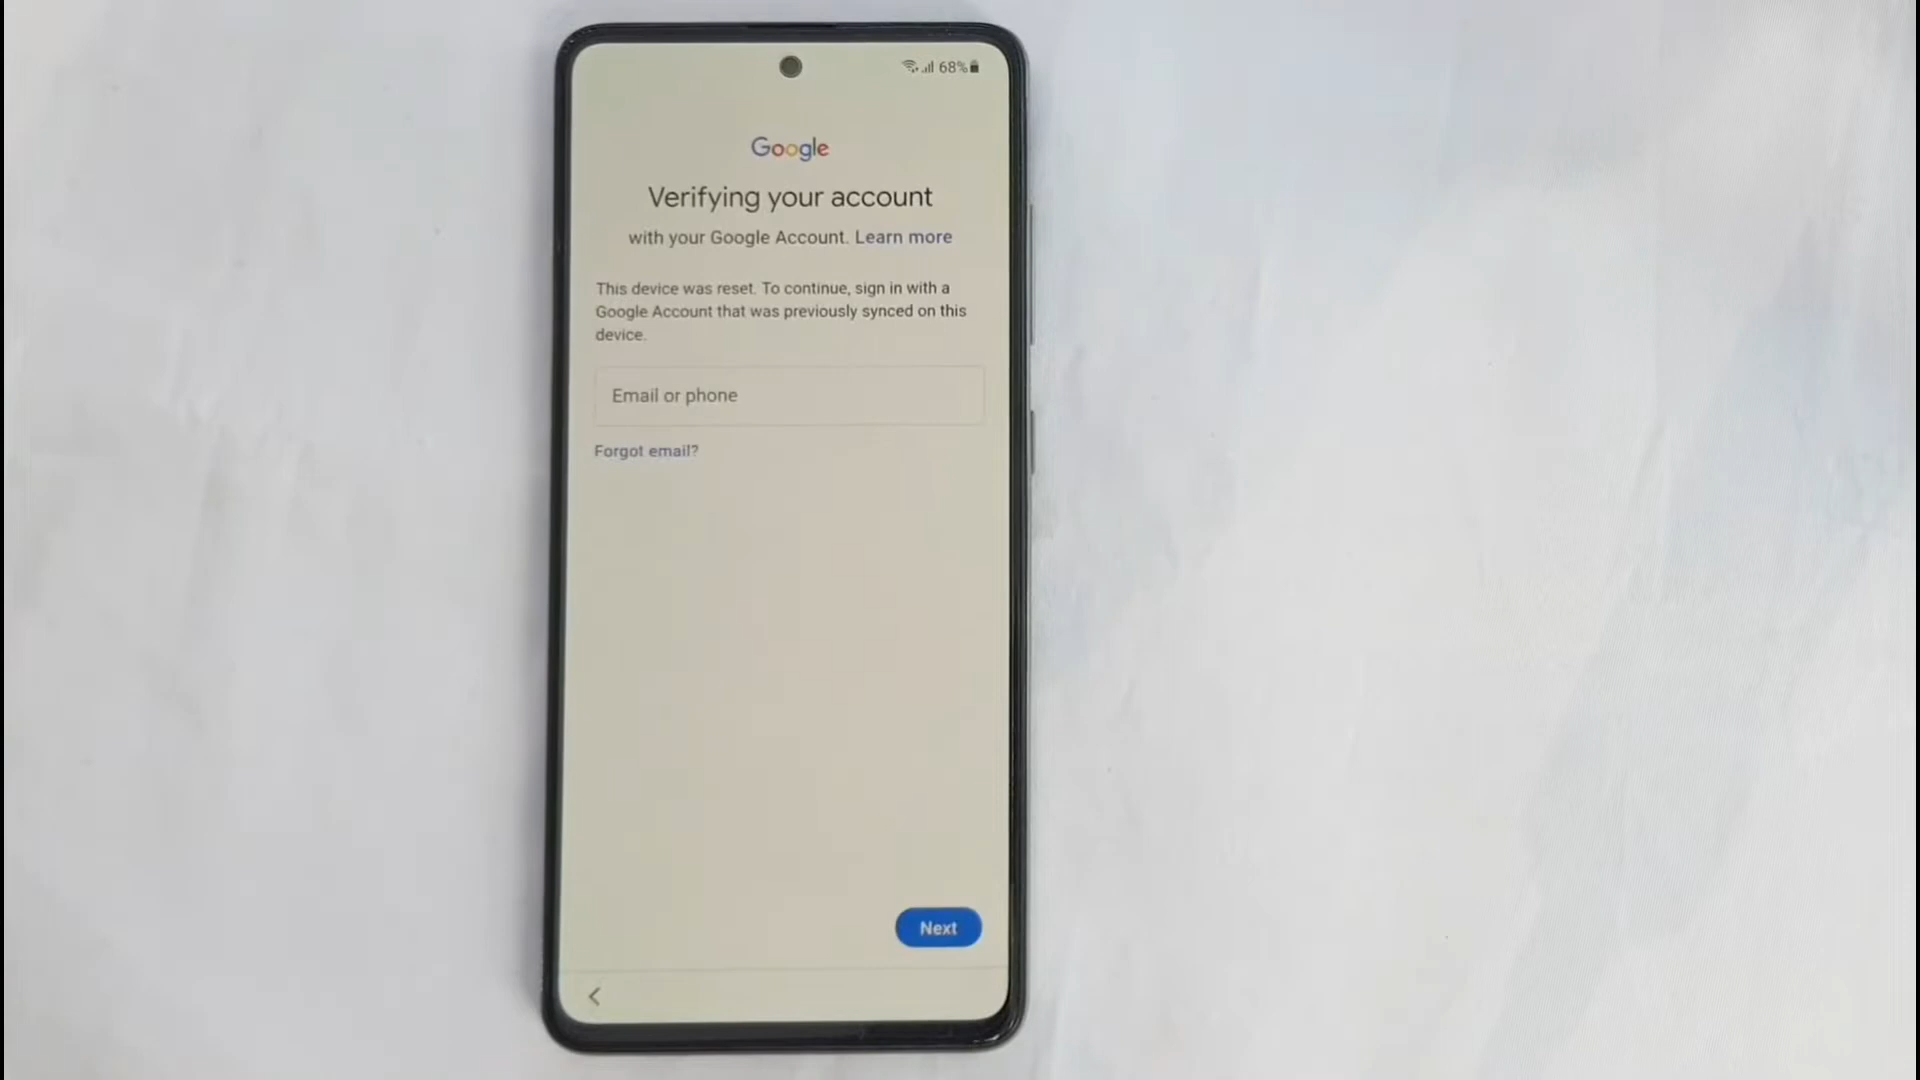 68%
Google
Verifying your account
with your Google Account. Learn more
This device was reset. To continue, sign in with a
Google Account that was previously synced on this
device.
Email or phone
Forgot email?
Next